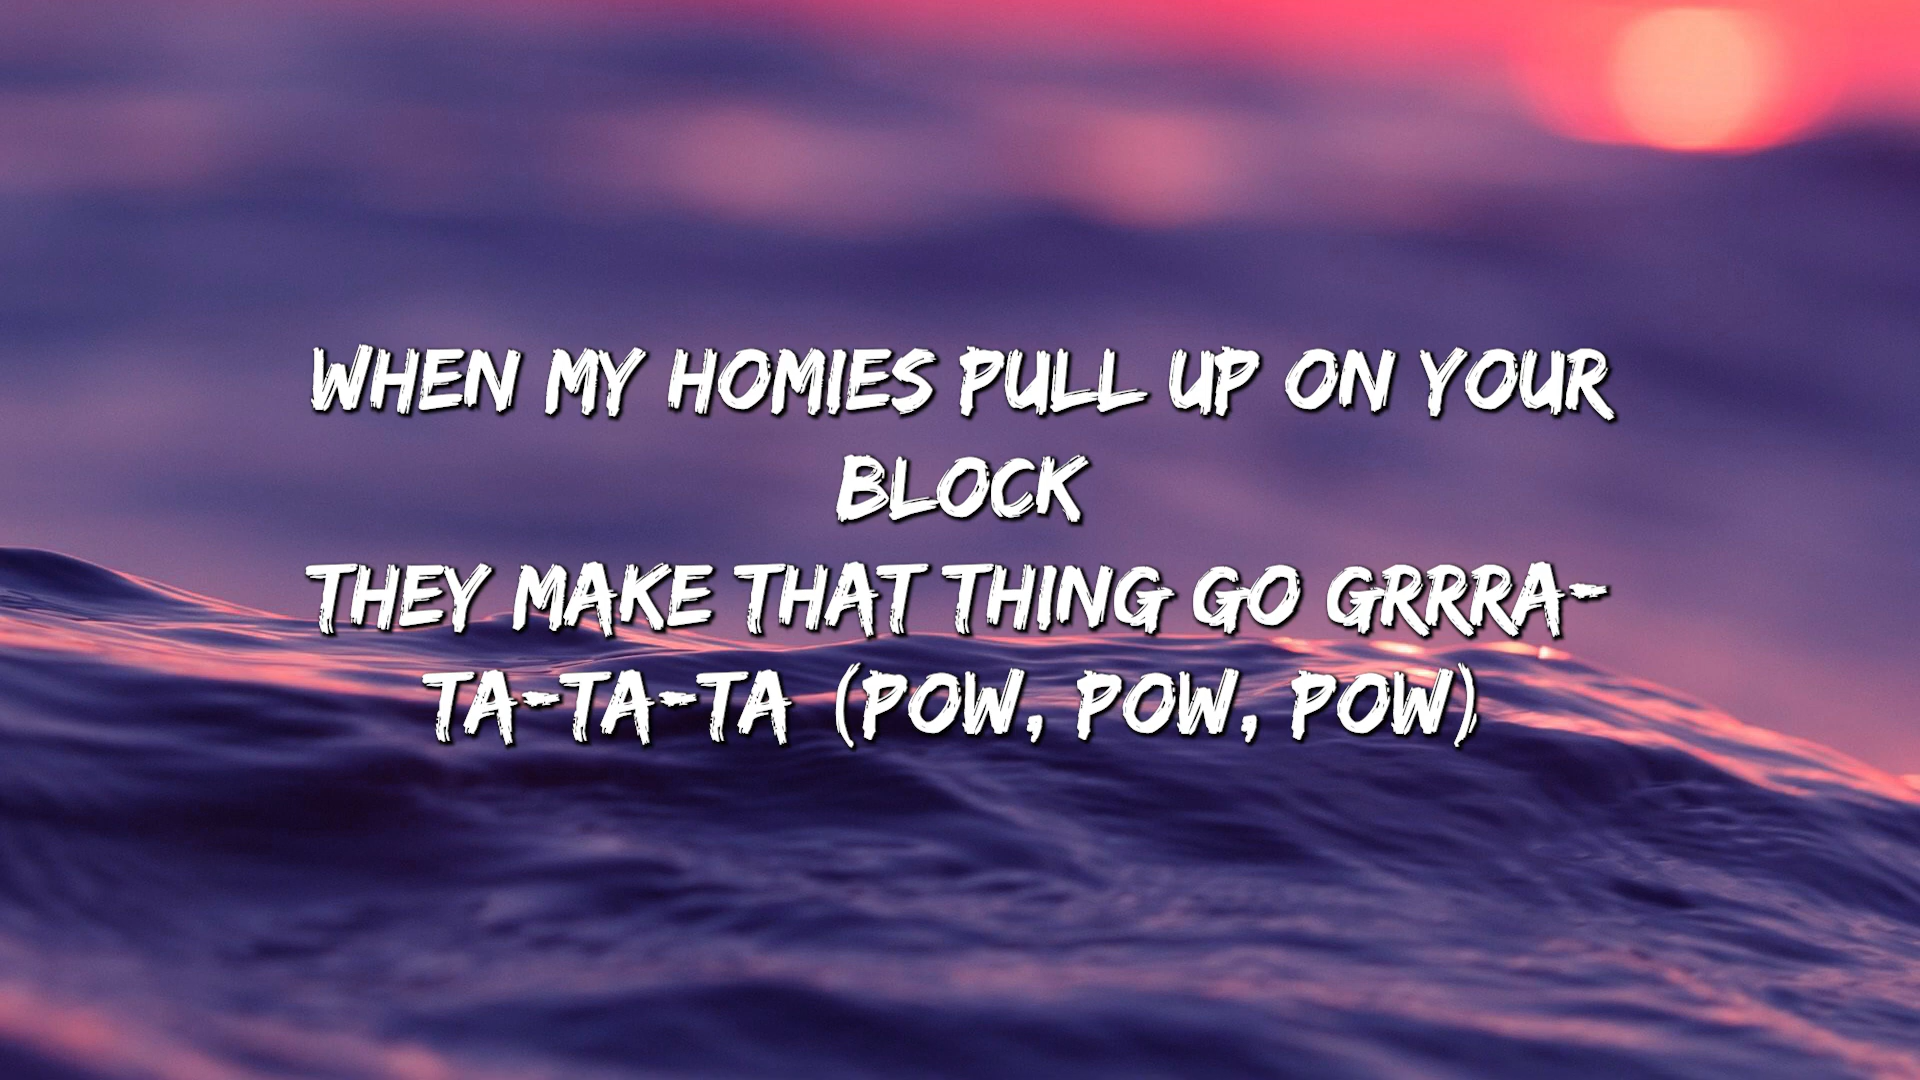 WHEN MY HOMIES PULL UP ON YOUR
BLOCK
THEY MAKE THAT THING GO GRRRA-
TA-TA-TA (POW, POW, POW)